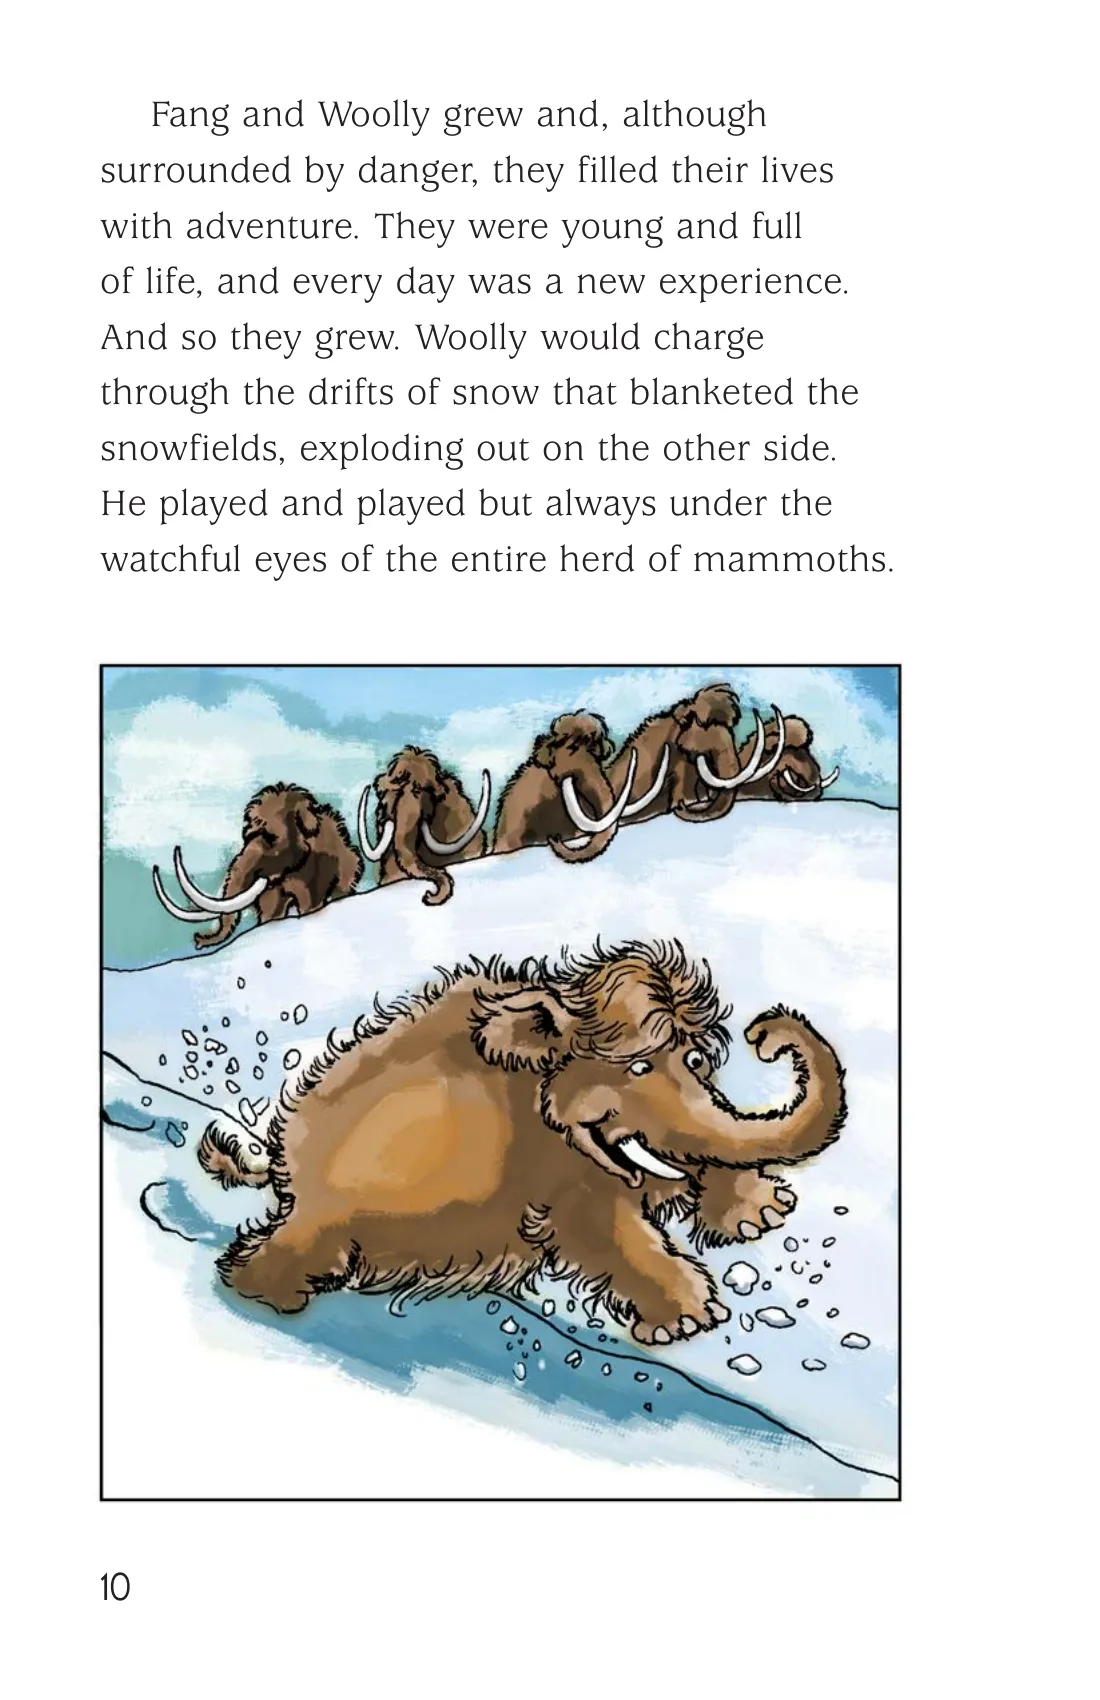 Fang and Woolly grew and, although
surrounded by danger, they filled their lives
with adventure. They were young and full
of life, and every day was a new experience.
And so they grew. Woolly would charge
through the drifts of snow that blanketed the
snowfields, exploding out on the other side.
He played and played but always under the
watchful eyes of the entire herd of mammoths.
10